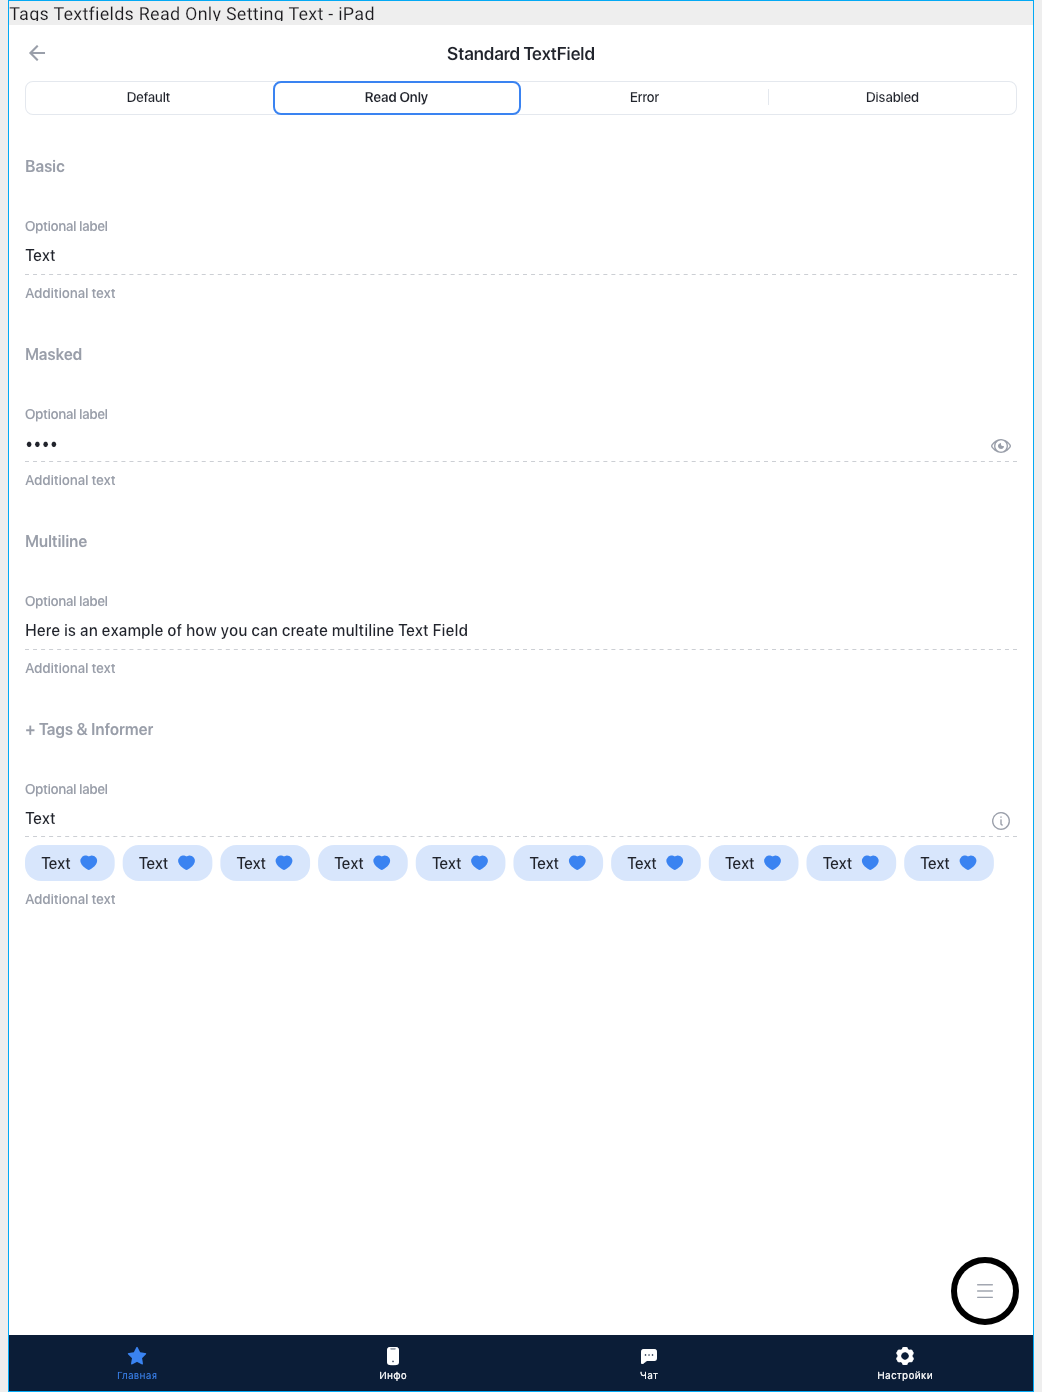 Tags Textfields Read Only Setting Text - iPad
Standard TextField
Default Read Only Error Disabled
Basic
Optional label
Text
Additional text
Masked
Optional label
••••
Additional text
Multiline
Optional label
Here is an example of how you can create multiline Text Field
Additional text
+ Tags & Informer
Optional label
Text
Text Text Text Text Text Text Text Text Text Text
Additional text
Главная Инфо Чат Настройки